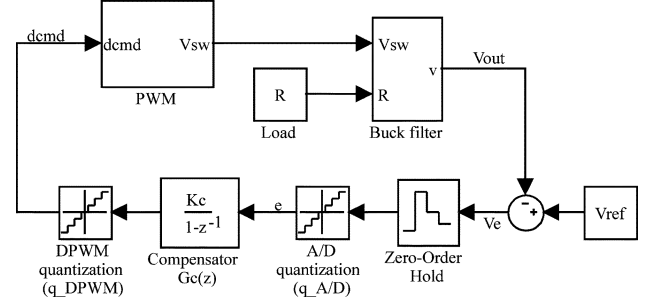 dcmd
dcmd
Vsw
PWM
Vsw
v
R
R
Load
Buck filter
Vout
Kc
1-z-1
e
Ve
-
+
Vref
DPWM
quantization
(q_DPWM)
Compensator
Gc(z)
A/D
quantization
(q_A/D)
Zero-Order
Hold